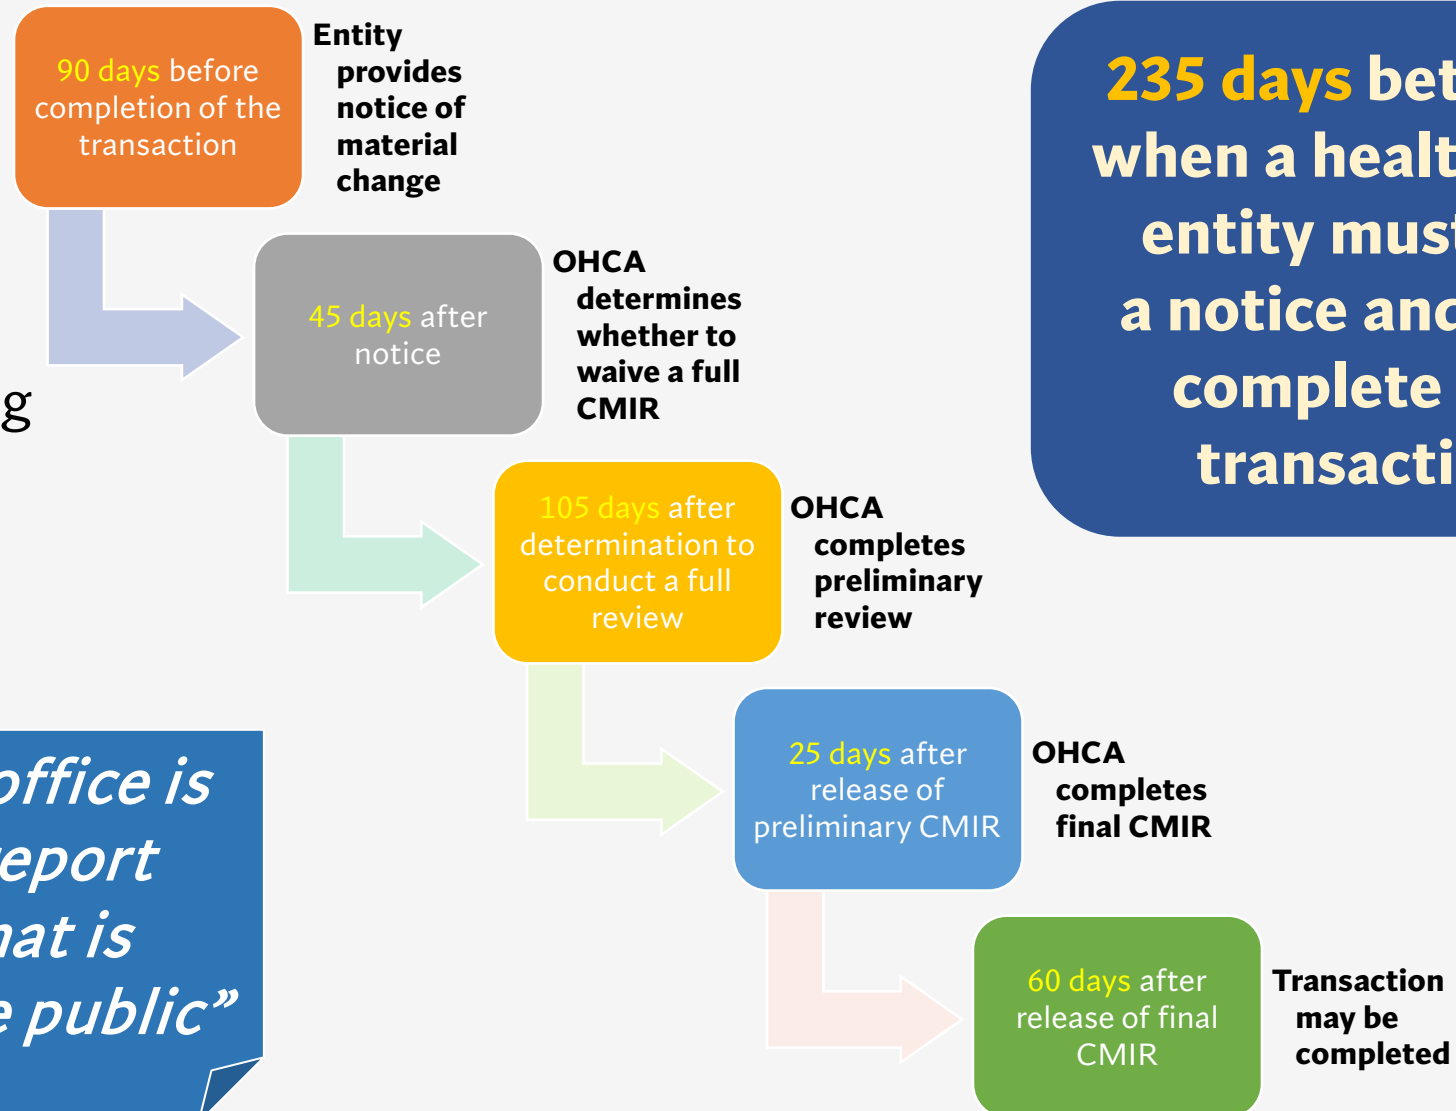 90 days before
completion of the
transaction
Entity
provides
notice of
material
change
45 days after
notice
OHCA
determines
whether to
waive a full
CMIR
105 days after
determination to
conduct a full
review
OHCA
completes
preliminary
review
25 days after
release of
preliminary CMIR
OHCA
completes
final CMIR
60 days after
release of final
CMIR
Transaction
may be
completed
235 days bet
when a healt
entity must
a notice and
complete
transacti
g
office is
report
hat is
e public”